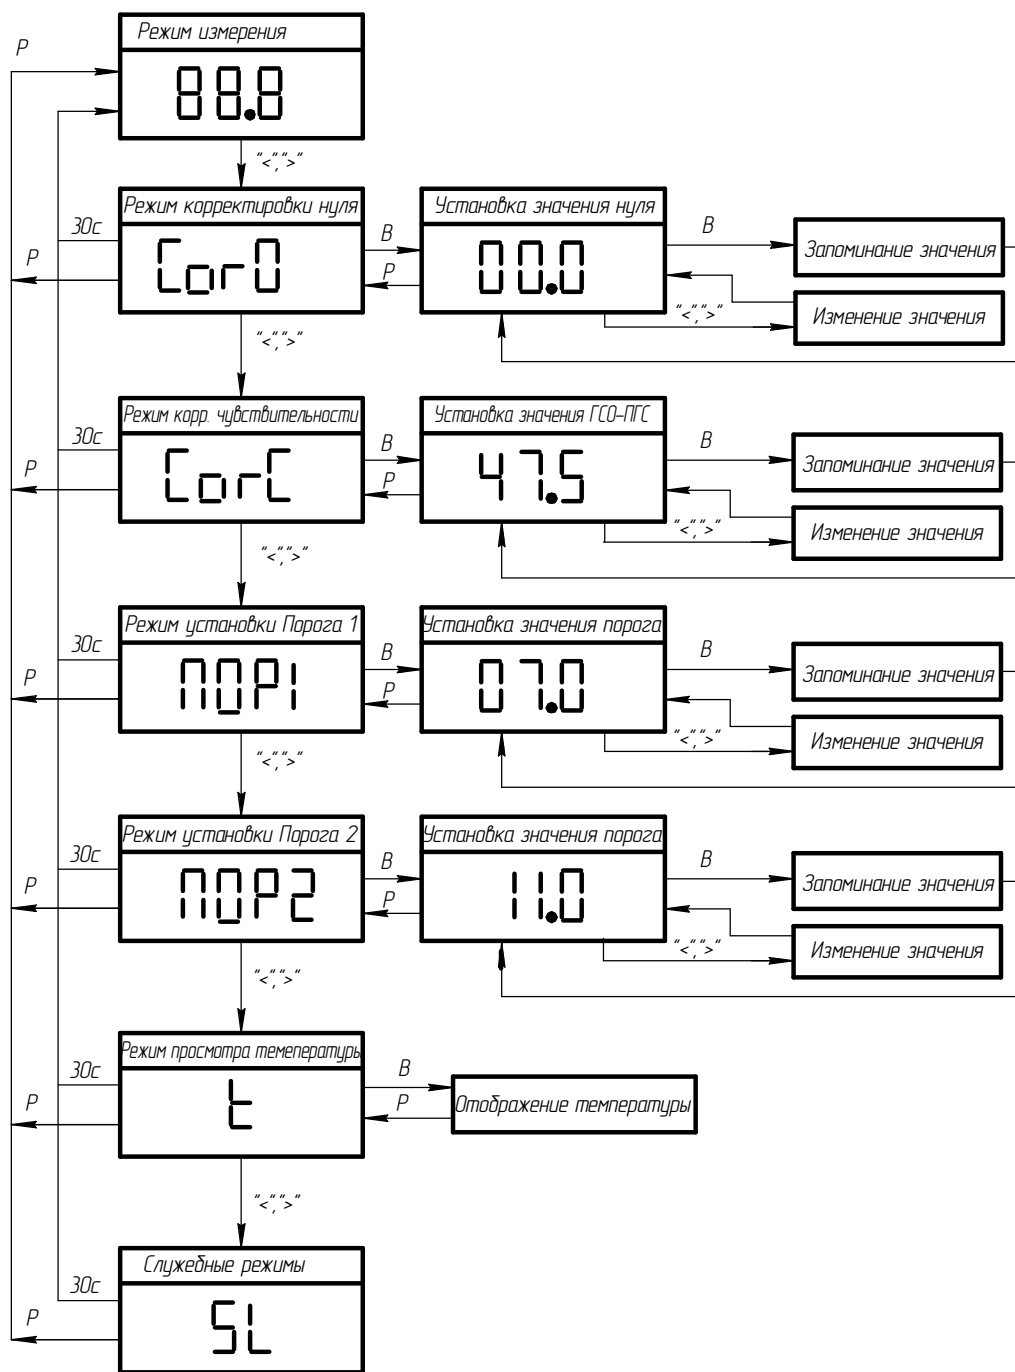 Режим измерения
Р
88.8
"<","> "
Режим корректировки нуля
Установка значения нуля
30с
В
В
Запоминание значения
Cor0
00.0
Р
Р
"<",">"
Изменение значения
"<",">"
Режим корр. чувствительности
Установка значения ГСО-ПГС
30с
В
В
Запоминание значения
CorC
47.5
Р
Р
"<",">"
Изменение значения
"<",">"
Режим установки Порога 1
Установка значения порога
30с
В
В
Запоминание значения
ПОР1
07.0
Р
Р
"<",">"
Изменение значения
"<",">"
Режим установки Порога 2
Установка значения порога
30с
В
В
Запоминание значения
ПОР2
11.0
Р
Р
"<",">"
Изменение значения
"<",">"
Режим просмотра темепературы
30с
В
t
Р
Р
Отображение температуры
"<",">"
Служебные режимы
30с
SL
Р